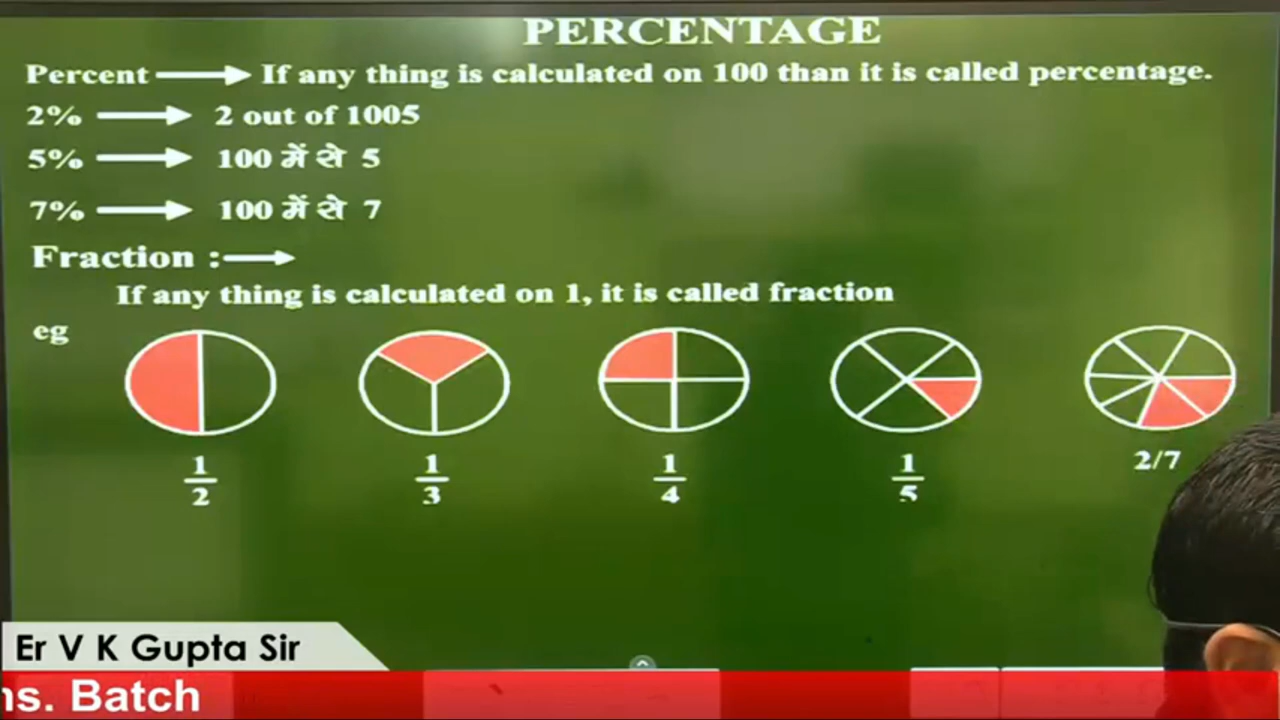 PERCENTAGE
Percent → If any thing is calculated on 100 than it is called percentage.
2% → 2 out of 1005
5% → 100 में से 5
7% → 100 में से 7
Fraction :→
If any thing is calculated on 1, it is called fraction
eg
1/2 1/3 1/4 1/5 2/7
Er V K Gupta Sir
ns. Batch